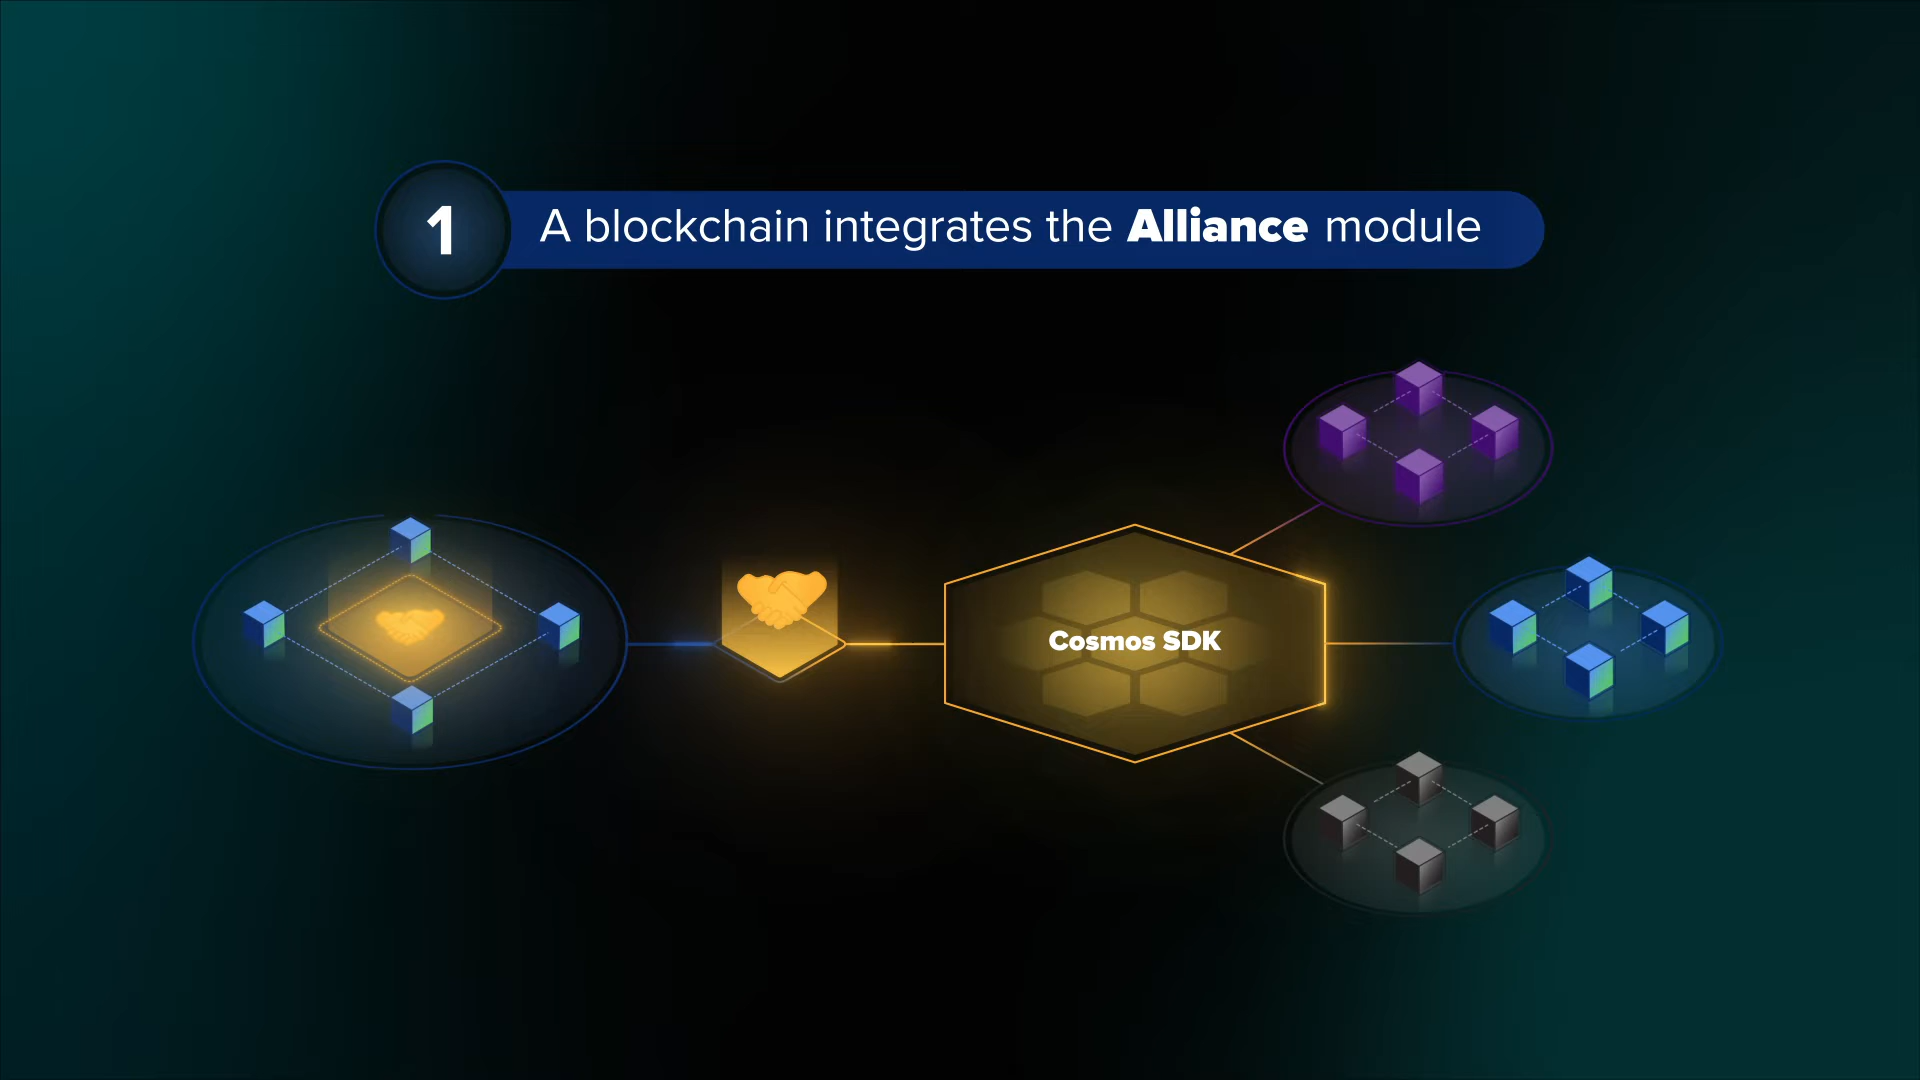 1
A blockchain integrates the Alliance module
Cosmos SDK